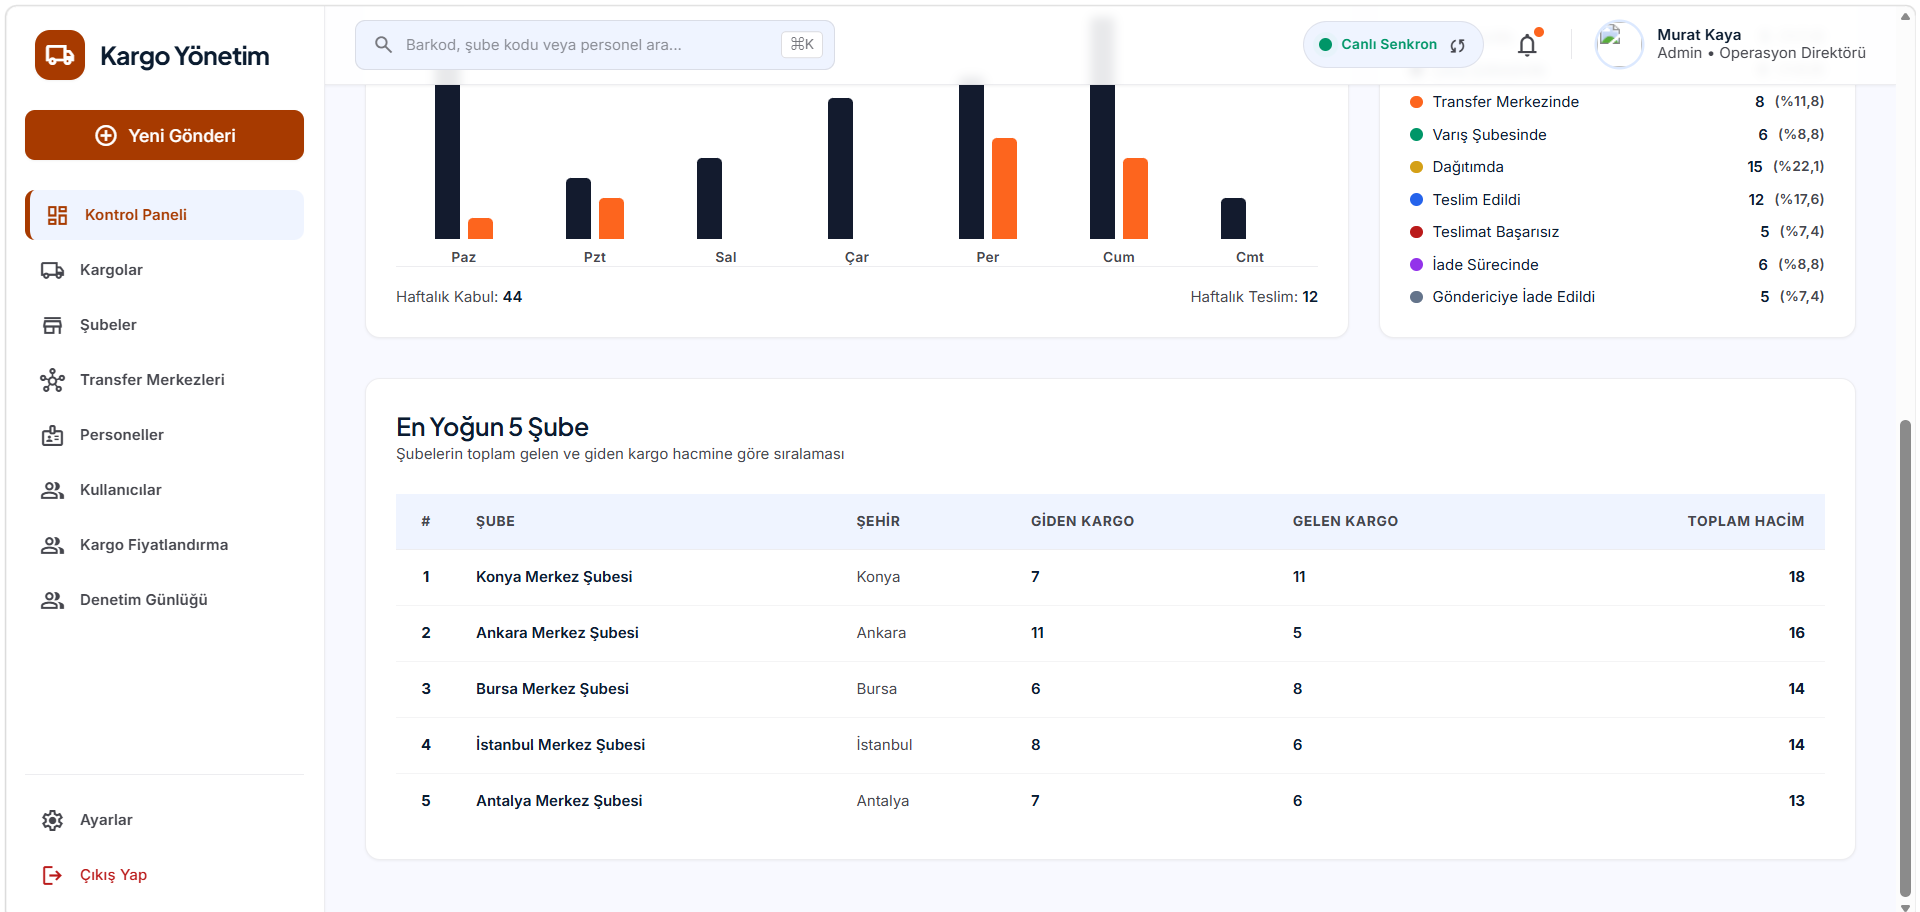 Kargo Yönetim
Yeni Gönderi
Kontrol Paneli
Kargolar
Şubeler
Transfer Merkezleri
Personeller
Kullanıcılar
Kargo Fiyatlandırma
Denetim Günlüğü
Ayarlar
Çıkış Yap
Barkod, şube kodu veya personel ara... ⌘K
Canlı Senkron
Murat Kaya
Admin • Operasyon Direktörü
Paz Pzt Sal Çar Per Cum Cmt
Haftalık Kabul: 44 Haftalık Teslim: 12
Transfer Merkezinde 8 (%11,8)
Varış Şubesinde 6 (%8,8)
Dağıtımda 15 (%22,1)
Teslim Edildi 12 (%17,6)
Teslimat Başarısız 5 (%7,4)
İade Sürecinde 6 (%8,8)
Göndericiye İade Edildi 5 (%7,4)
En Yoğun 5 Şube
Şubelerin toplam gelen ve giden kargo hacmine göre sıralaması
# ŞUBE ŞEHİR GİDEN KARGO GELEN KARGO TOPLAM HACİM
1 Konya Merkez Şubesi Konya 7 11 18
2 Ankara Merkez Şubesi Ankara 11 5 16
3 Bursa Merkez Şubesi Bursa 6 8 14
4 İstanbul Merkez Şubesi İstanbul 8 6 14
5 Antalya Merkez Şubesi Antalya 7 6 13